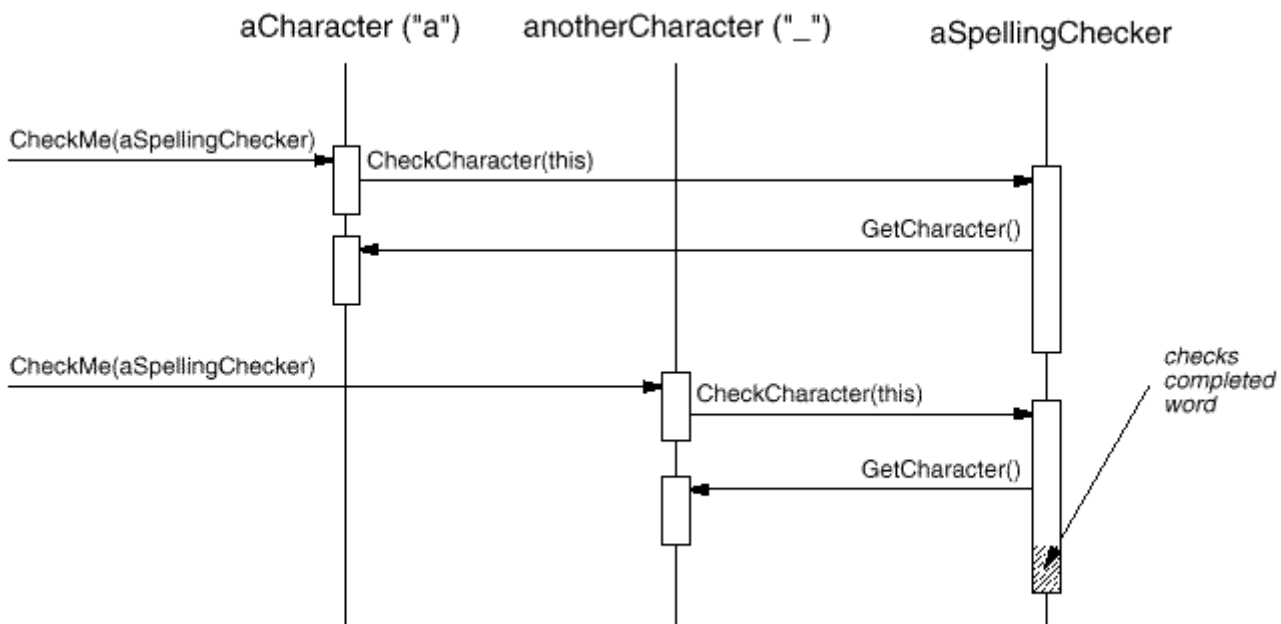 aCharacter ("a")
anotherCharacter ("_")
aSpellingChecker
CheckMe(aSpellingChecker)
CheckCharacter(this)
GetCharacter()
CheckMe(aSpellingChecker)
checks
completed
word
CheckCharacter(this)
GetCharacter()